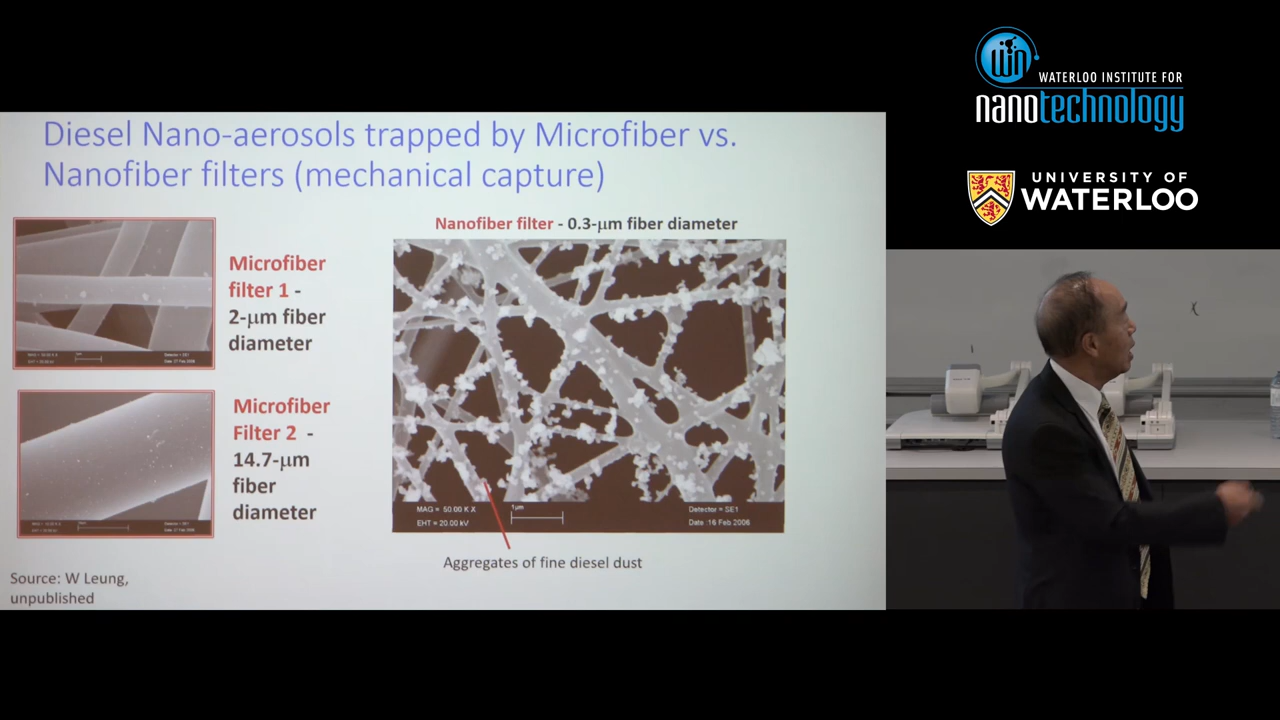 WIN
WATERLOO INSTITUTE FOR
nanotechnology
UNIVERSITY OF
WATERLOO
Diesel Nano-aerosols trapped by Microfiber vs.
Nanofiber filters (mechanical capture)
Microfiber
filter 1 -
2-μm fiber
diameter
Microfiber
Filter 2 -
14.7-μm
fiber
diameter
Source: W Leung,
unpublished
Nanofiber filter - 0.3-μm fiber diameter
MAG = 50.00 K X
EHT = 20.00 kV
1μm
Detector = SE1
Date :16 Feb 2006
Aggregates of fine diesel dust